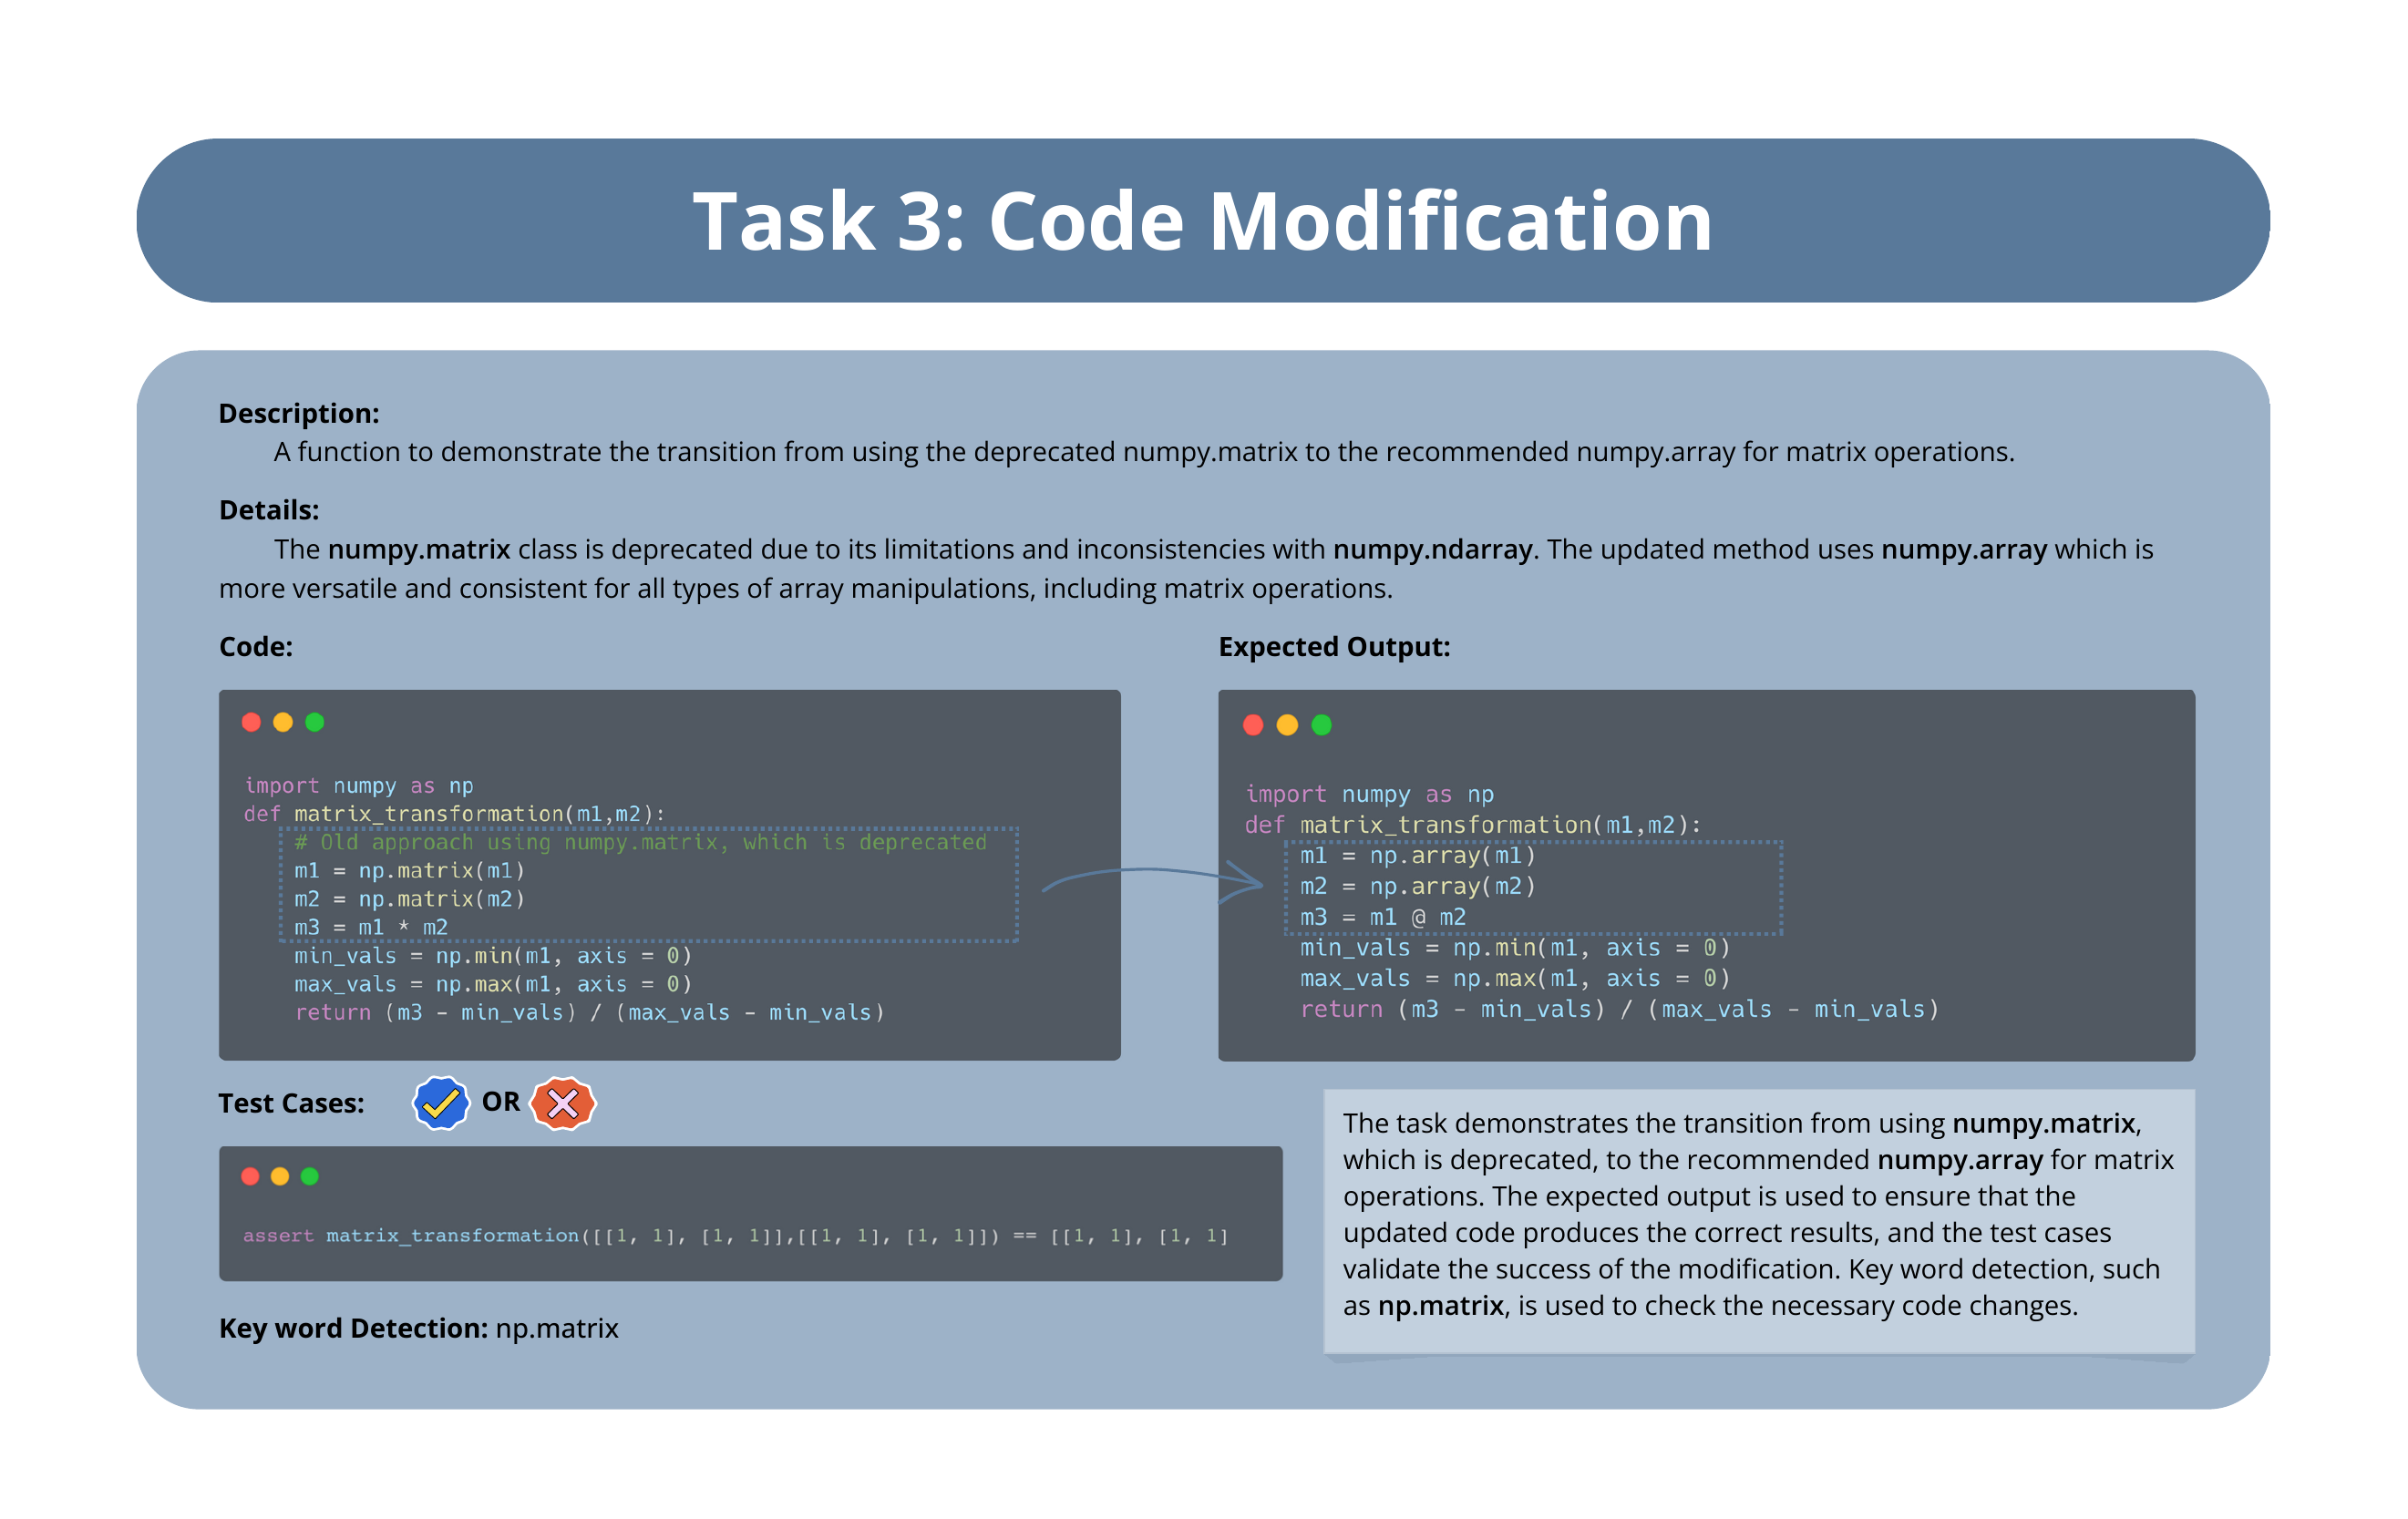 Task 3: Code Modification
Description:
A function to demonstrate the transition from using the deprecated numpy.matrix to the recommended numpy.array for matrix operations.
Details:
The numpy.matrix class is deprecated due to its limitations and inconsistencies with numpy.ndarray. The updated method uses numpy.array which is
more versatile and consistent for all types of array manipulations, including matrix operations.
Code:
import numpy as np
def matrix_transformation(m1,m2):
    # Old approach using numpy.matrix, which is deprecated
    m1 = np.matrix(m1)
    m2 = np.matrix(m2)
    m3 = m1 * m2
    min_vals = np.min(m1, axis = 0)
    max_vals = np.max(m1, axis = 0)
    return (m3 - min_vals) / (max_vals - min_vals)
Expected Output:
import numpy as np
def matrix_transformation(m1,m2):
    m1 = np.array(m1)
    m2 = np.array(m2)
    m3 = m1 @ m2
    min_vals = np.min(m1, axis = 0)
    max_vals = np.max(m1, axis = 0)
    return (m3 - min_vals) / (max_vals - min_vals)
Test Cases: OR
assert matrix_transformation([[1, 1], [1, 1]],[[1, 1], [1, 1]]) == [[1, 1], [1, 1]
Key word Detection: np.matrix
The task demonstrates the transition from using numpy.matrix,
which is deprecated, to the recommended numpy.array for matrix
operations. The expected output is used to ensure that the
updated code produces the correct results, and the test cases
validate the success of the modification. Key word detection, such
as np.matrix, is used to check the necessary code changes.